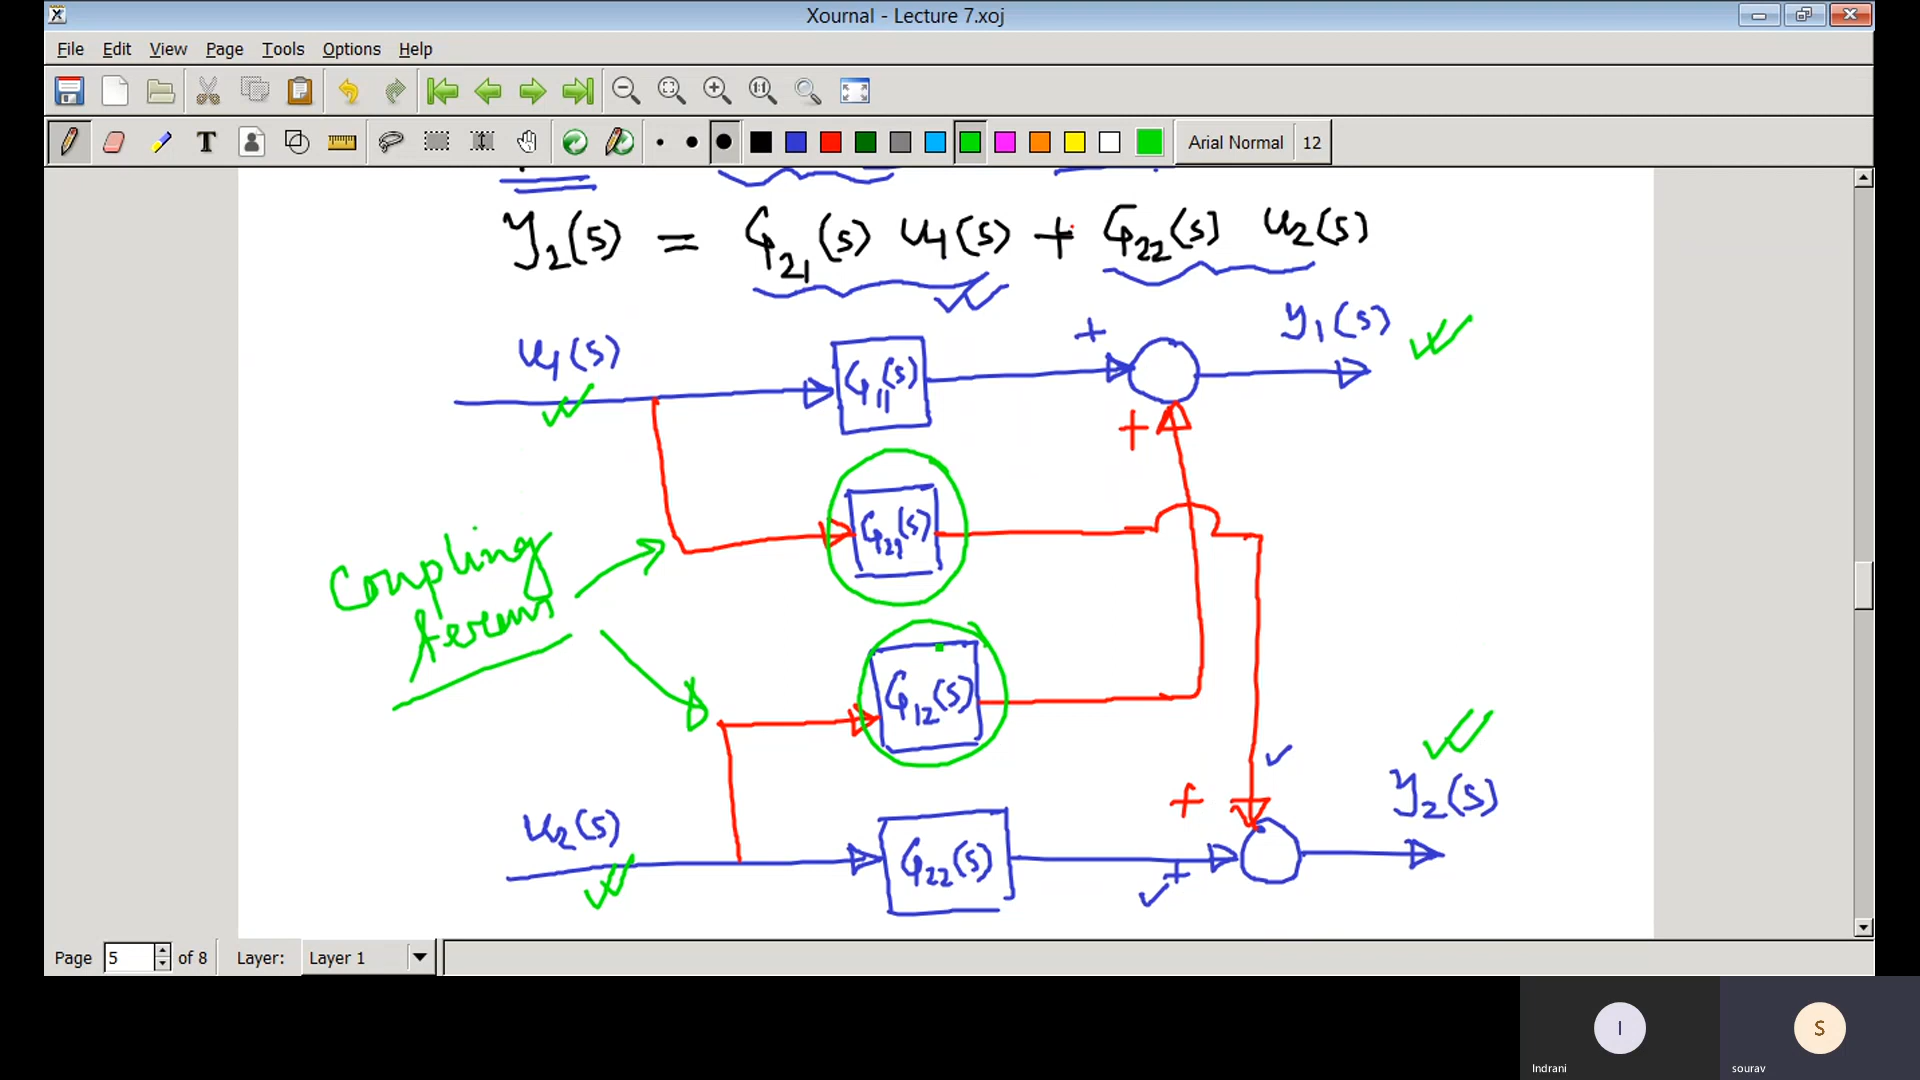 Xournal - Lecture 7.xoj
File Edit View Page Tools Options Help
Arial Normal 12
y₂(s) = G₂₁(s) u₁(s) + G₂₂(s) u₂(s)
u₁(s)
G₁₁(s)
+
y₁(s)
+
G₂₁(s)
Coupling
terms
G₁₂(s)
+
u₂(s)
G₂₂(s)
+
y₂(s)
Page 5 of 8 Layer: Layer 1
I
S
Indrani
sourav